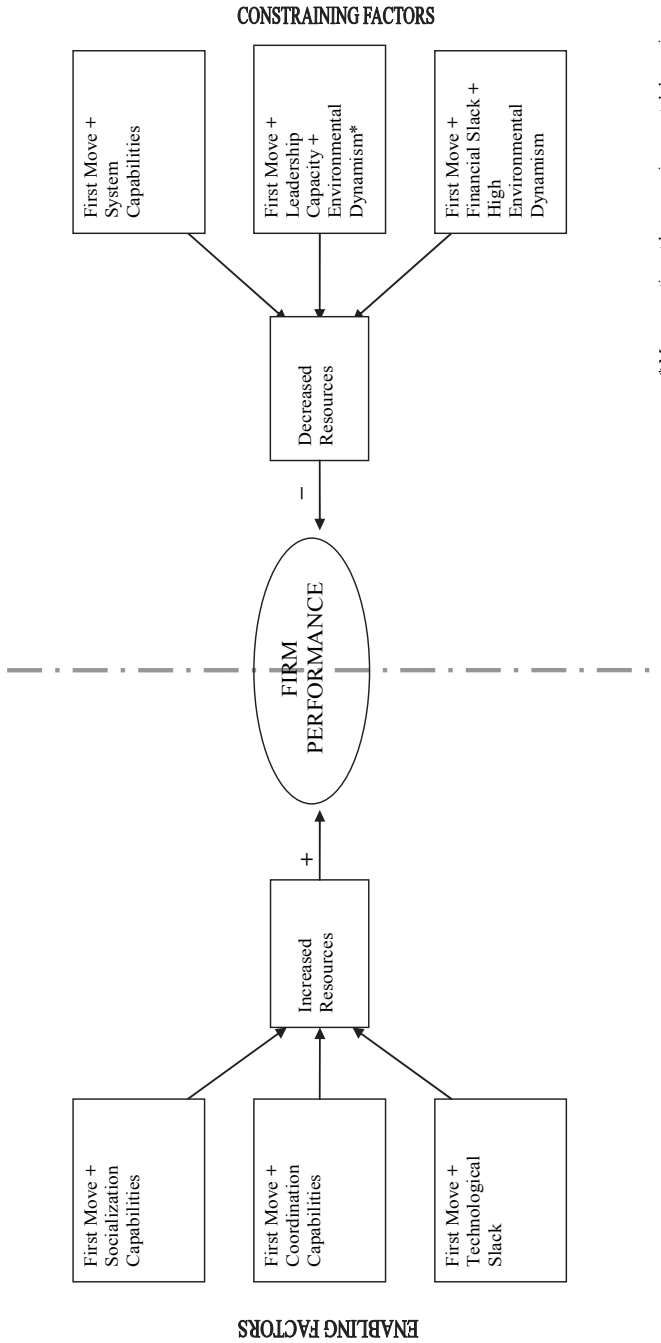 ENABLING FACTORS
First Move +
Socialization
Capabilities
First Move +
Coordination
Capabilities
First Move +
Technological
Slack
Increased
Resources
+
FIRM
PERFORMANCE
–
Decreased
Resources
CONSTRAINING FACTORS
First Move +
System
Capabilities
First Move +
Leadership
Capacity +
Environmental
Dynamism*
First Move +
Financial Slack +
High
Environmental
Dynamism